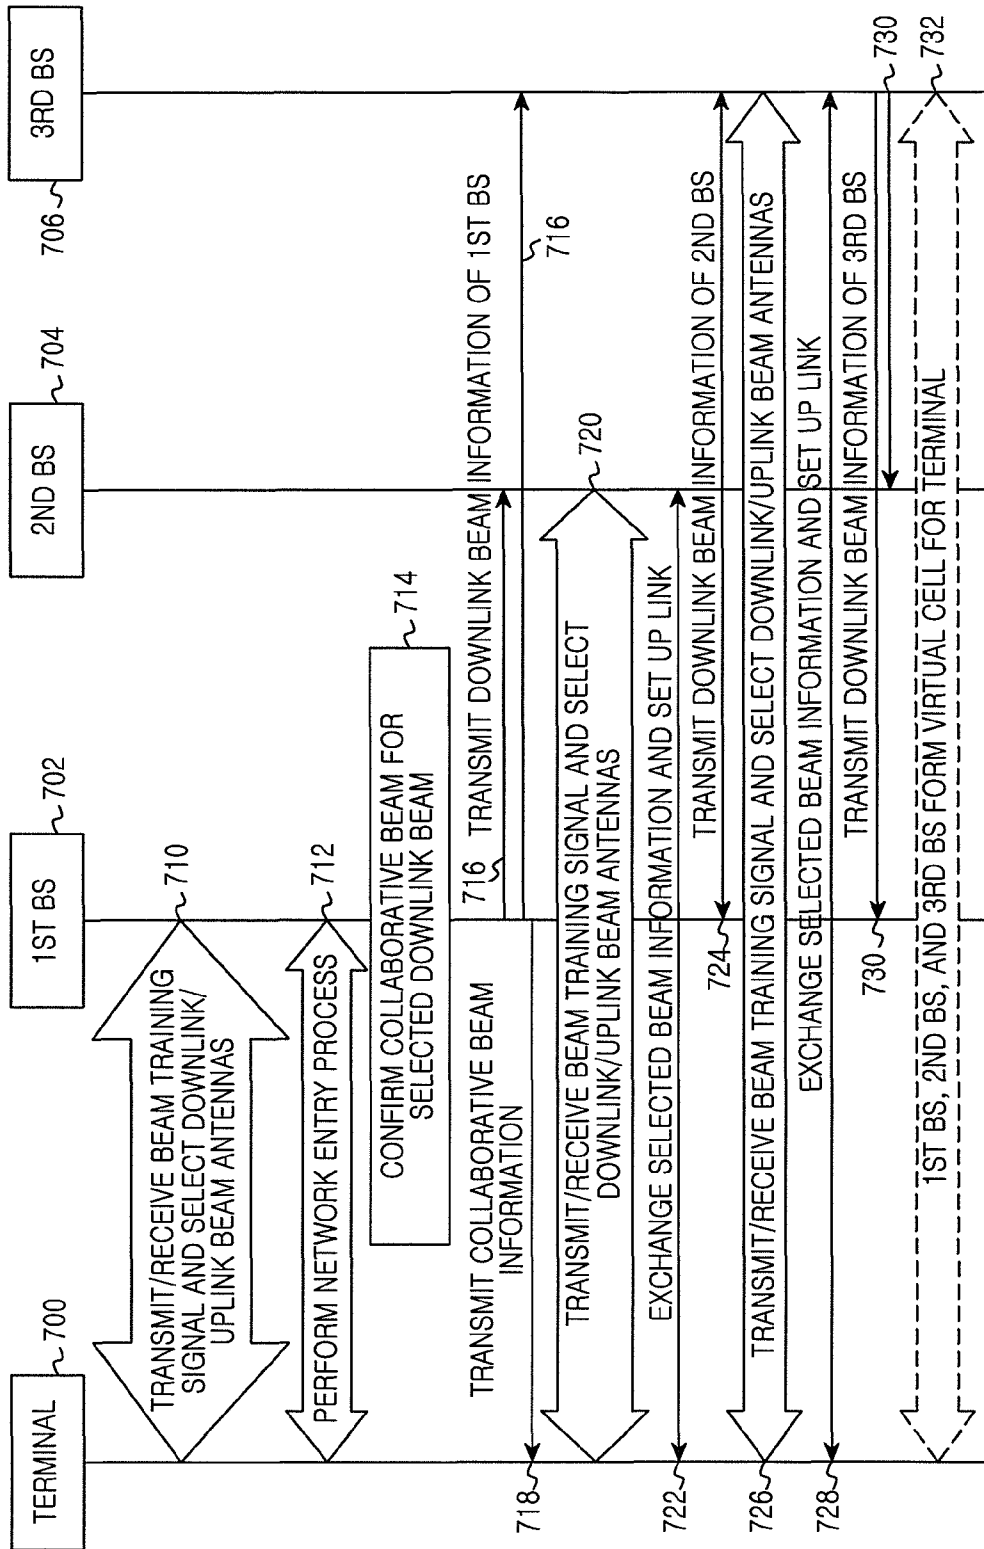 TERMINAL
700
1ST BS
702
2ND BS
704
3RD BS
706
TRANSMIT/RECEIVE BEAM TRAINING
SIGNAL AND SELECT DOWNLINK/
UPLINK BEAM ANTENNAS
710
PERFORM NETWORK ENTRY PROCESS
712
CONFIRM COLLABORATIVE BEAM FOR
SELECTED DOWNLINK BEAM
714
716
TRANSMIT DOWNLINK BEAM INFORMATION OF 1ST BS
716
TRANSMIT COLLABORATIVE BEAM
INFORMATION
718
TRANSMIT/RECEIVE BEAM TRAINING SIGNAL AND SELECT
DOWNLINK/UPLINK BEAM ANTENNAS
720
EXCHANGE SELECTED BEAM INFORMATION AND SET UP LINK
722
TRANSMIT DOWNLINK BEAM INFORMATION OF 2ND BS
724
TRANSMIT/RECEIVE BEAM TRAINING SIGNAL AND SELECT DOWNLINK/UPLINK BEAM ANTENNAS
726
EXCHANGE SELECTED BEAM INFORMATION AND SET UP LINK
728
TRANSMIT DOWNLINK BEAM INFORMATION OF 3RD BS
730
730
1ST BS, 2ND BS, AND 3RD BS FORM VIRTUAL CELL FOR TERMINAL
732